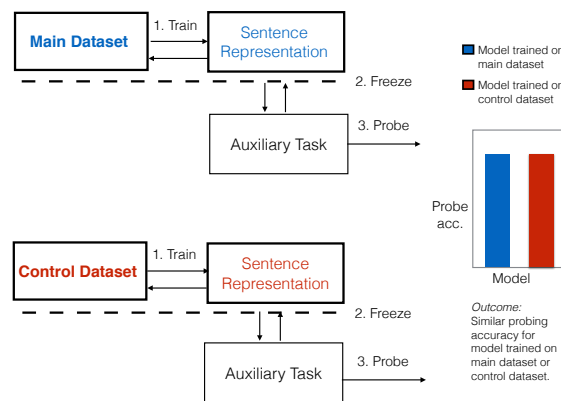 Main Dataset
1. Train
Sentence
Representation
2. Freeze
Auxiliary Task
3. Probe
Model trained on
main dataset
Model trained on
control dataset
Probe
acc.
Model
Outcome:
Similar probing
accuracy for
model trained on
main dataset or
control dataset.
Control Dataset
1. Train
Sentence
Representation
2. Freeze
Auxiliary Task
3. Probe